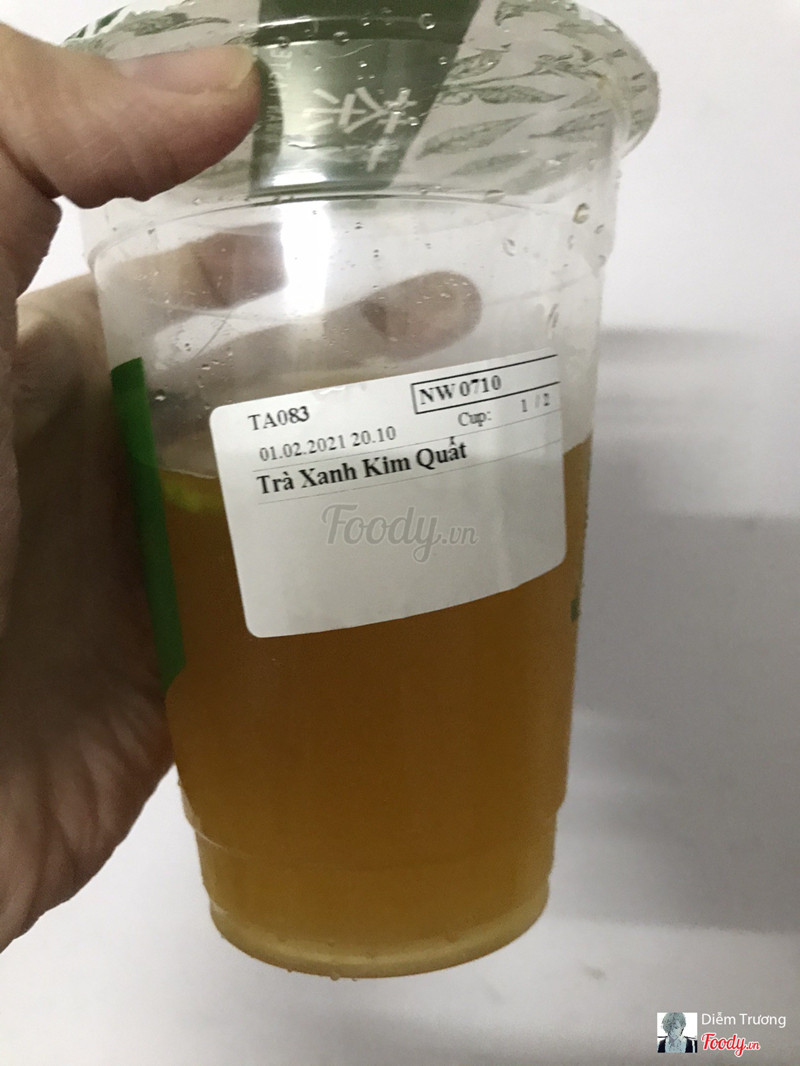 茶
TA083
NW 0710
01.02.2021 20.10
Cup: 1 / 2
Trà Xanh Kim Quất
Foody.vn
Diễm Trương
Foody.vn